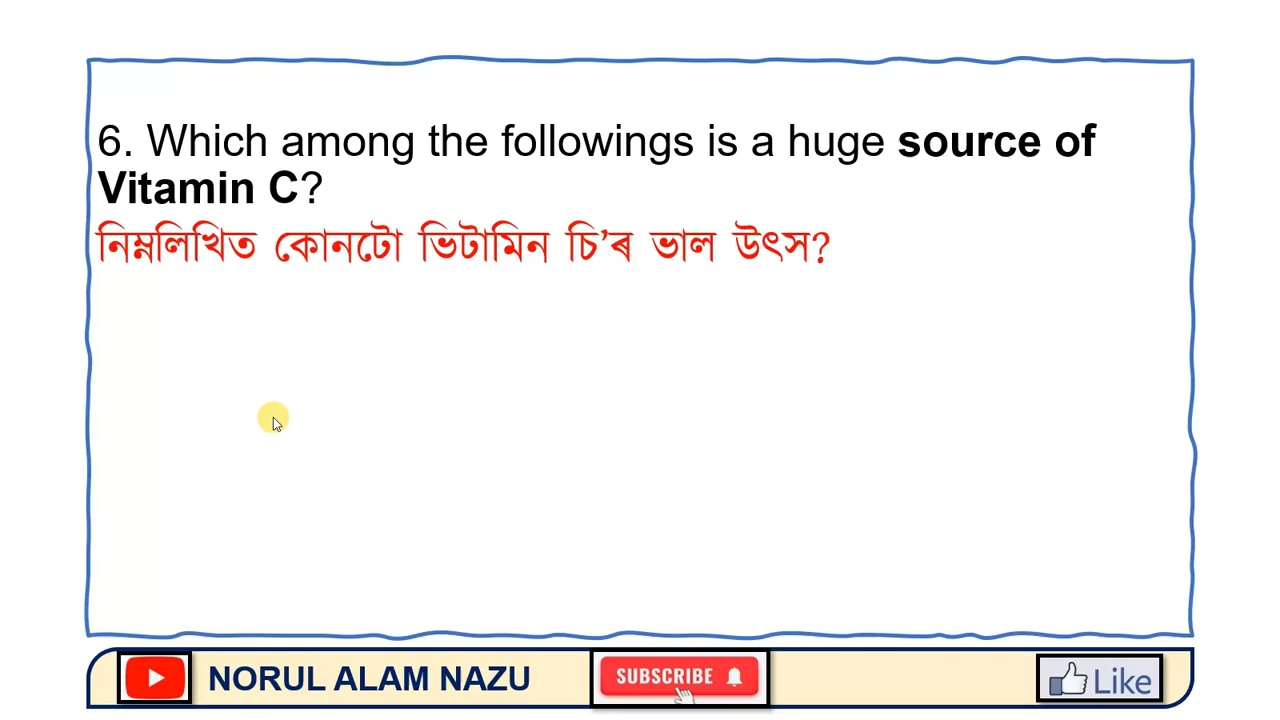 6. Which among the followings is a huge source of
Vitamin C?
নিম্নলিখিত কোনটো ভিটামিন চি’ৰ ভাল উৎস?
NORUL ALAM NAZU
SUBSCRIBE
Like